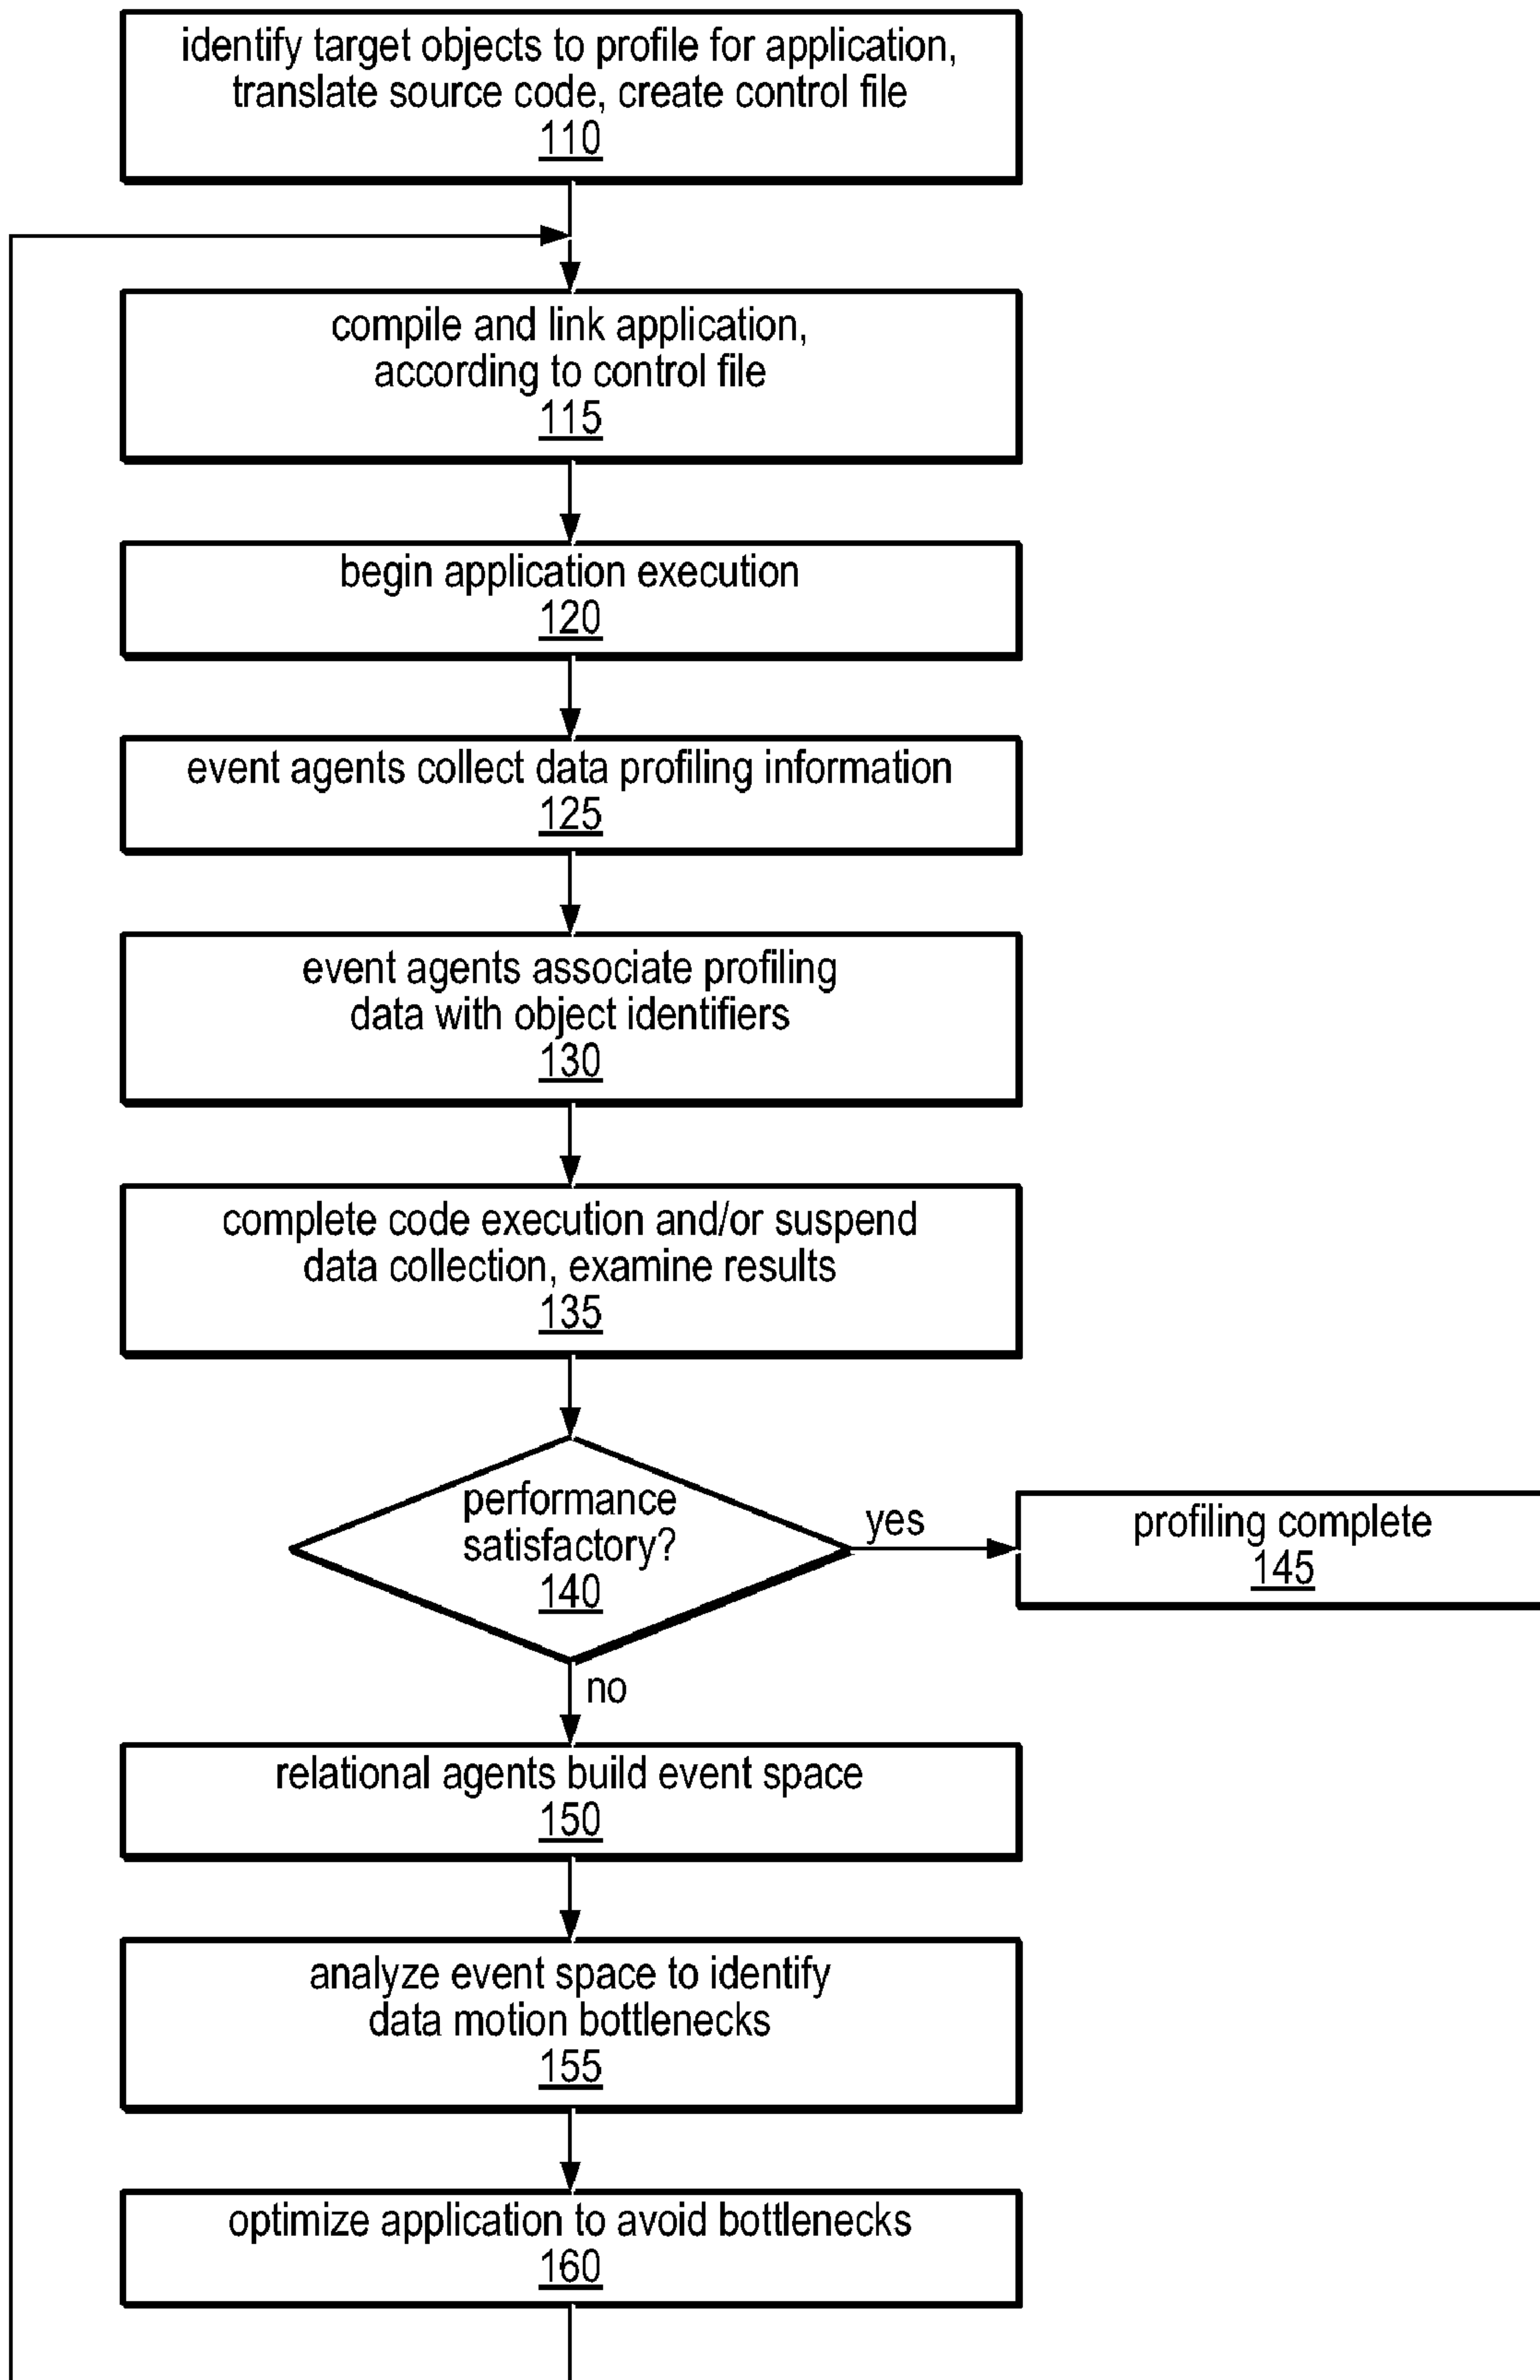 identify target objects to profile for application,
translate source code, create control file
110
compile and link application,
according to control file
115
begin application execution
120
event agents collect data profiling information
125
event agents associate profiling
data with object identifiers
130
complete code execution and/or suspend
data collection, examine results
135
performance
satisfactory?
140
yes
profiling complete
145
no
relational agents build event space
150
analyze event space to identify
data motion bottlenecks
155
optimize application to avoid bottlenecks
160